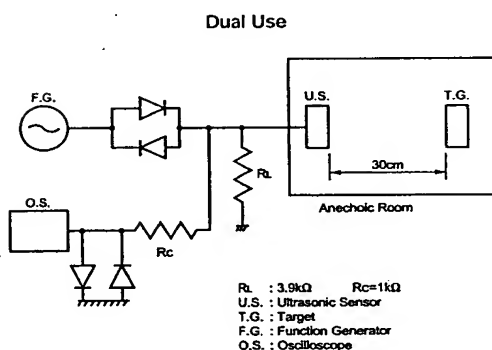 Dual Use
F.G.
U.S.
T.G.
30cm
RL
O.S.
Rc
Anechoic Room
RL : 3.9kΩ Rc=1kΩ
U.S. : Ultrasonic Sensor
T.G. : Target
F.G. : Function Generator
O.S. : Oscilloscope